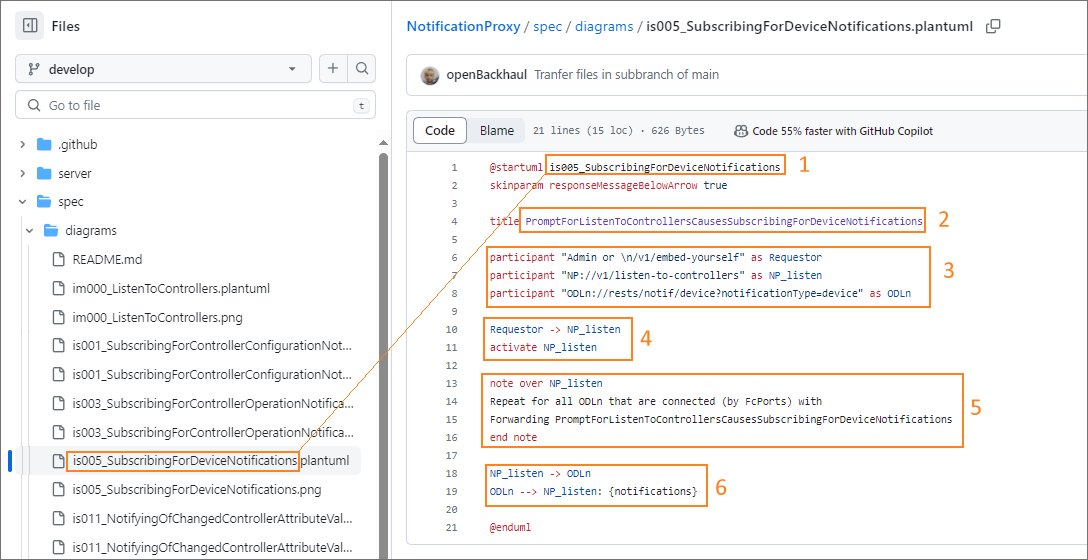 Files
develop
Go to file
t
.github
server
spec
diagrams
README.md
im000_ListenToControllers.plantuml
im000_ListenToControllers.png
is001_SubscribingForControllerConfigurationNot...
is001_SubscribingForControllerConfigurationNot...
is003_SubscribingForControllerOperationNotifica...
is003_SubscribingForControllerOperationNotifica...
is005_SubscribingForDeviceNotifications.plantuml
is005_SubscribingForDeviceNotifications.png
is011_NotifyingOfChangedControllerAttributeVal...
is011_NotifyingOfChangedControllerAttributeVal...
NotificationProxy / spec / diagrams / is005_SubscribingForDeviceNotifications.plantuml
openBackhaul Tranfer files in subbranch of main
Code Blame 21 lines (15 loc) · 626 Bytes Code 55% faster with GitHub Copilot
1 @startuml is005_SubscribingForDeviceNotifications 1
2 skinparam responseMessageBelowArrow true
3
4 title PromptForListenToControllersCausesSubscribingForDeviceNotifications 2
5
6 participant "Admin or \n/v1/embed-yourself" as Requestor
7 participant "NP://v1/listen-to-controllers" as NP_listen 3
8 participant "ODLn://rests/notif/device?notificationType=device" as ODLn
9
10 Requestor -> NP_listen 4
11 activate NP_listen
12
13 note over NP_listen
14 Repeat for all ODLn that are connected (by FcPorts) with 5
15 Forwarding PromptForListenToControllersCausesSubscribingForDeviceNotifications
16 end note
17
18 NP_listen -> ODLn 6
19 ODLn --> NP_listen: {notifications}
20
21 @enduml